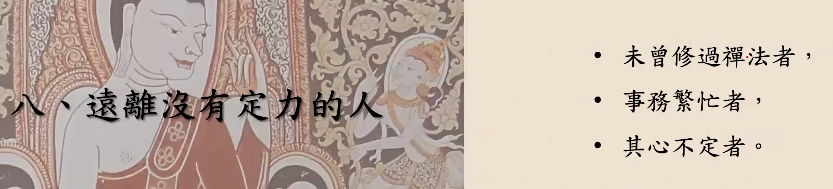 八、遠離沒有定力的人
• 未曾修過禪法者，
• 事務繁忙者，
• 其心不定者。